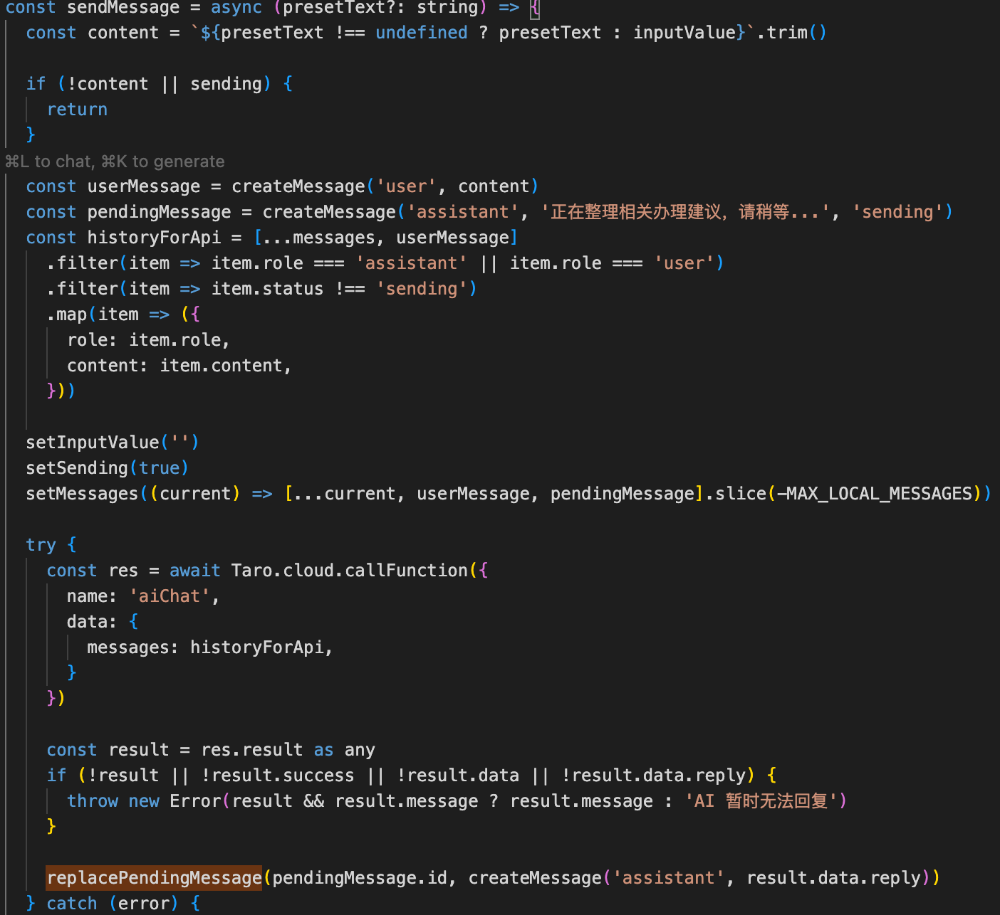 const sendMessage = async (presetText?: string) => {
  const content = `${presetText !== undefined ? presetText : inputValue}`.trim()

  if (!content || sending) {
    return
  }
⌘L to chat, ⌘K to generate
  const userMessage = createMessage('user', content)
  const pendingMessage = createMessage('assistant', '正在整理相关办理建议，请稍等...', 'sending')
  const historyForApi = [...messages, userMessage]
    .filter(item => item.role === 'assistant' || item.role === 'user')
    .filter(item => item.status !== 'sending')
    .map(item => ({
      role: item.role,
      content: item.content,
    }))

  setInputValue('')
  setSending(true)
  setMessages((current) => [...current, userMessage, pendingMessage].slice(-MAX_LOCAL_MESSAGES))

  try {
    const res = await Taro.cloud.callFunction({
      name: 'aiChat',
      data: {
        messages: historyForApi,
      }
    })

    const result = res.result as any
    if (!result || !result.success || !result.data || !result.data.reply) {
      throw new Error(result && result.message ? result.message : 'AI 暂时无法回复')
    }

    replacePendingMessage(pendingMessage.id, createMessage('assistant', result.data.reply))
  } catch (error) {